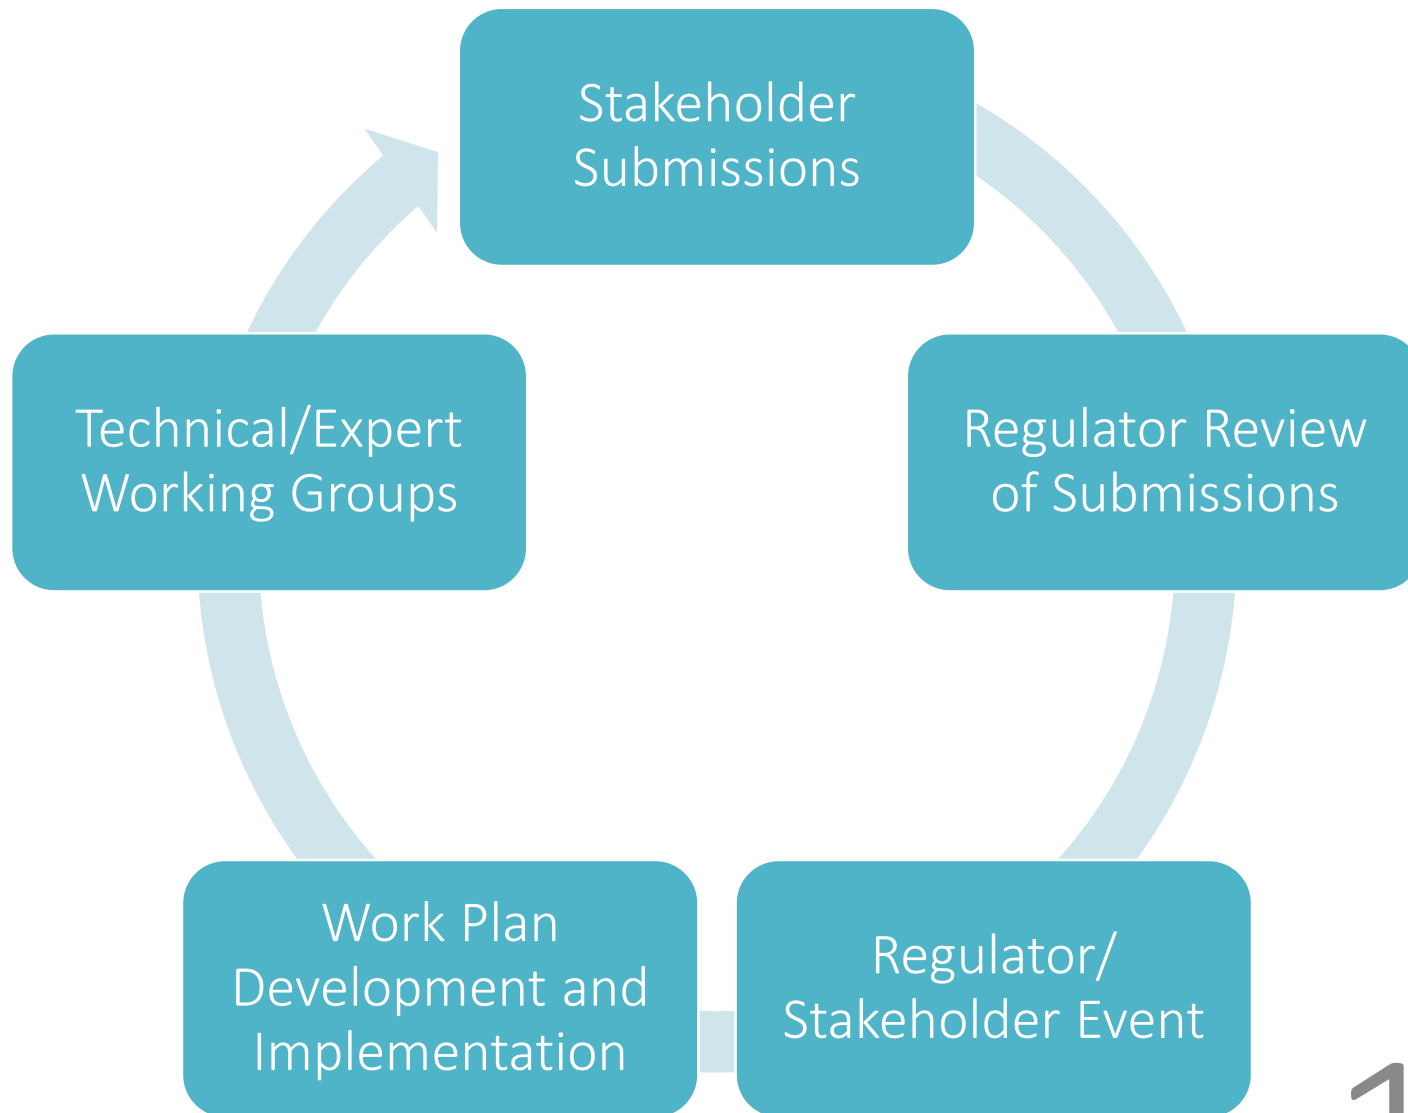 Stakeholder
Submissions
Regulator Review
of Submissions
Regulator/
Stakeholder Event
Work Plan
Development and
Implementation
Technical/Expert
Working Groups